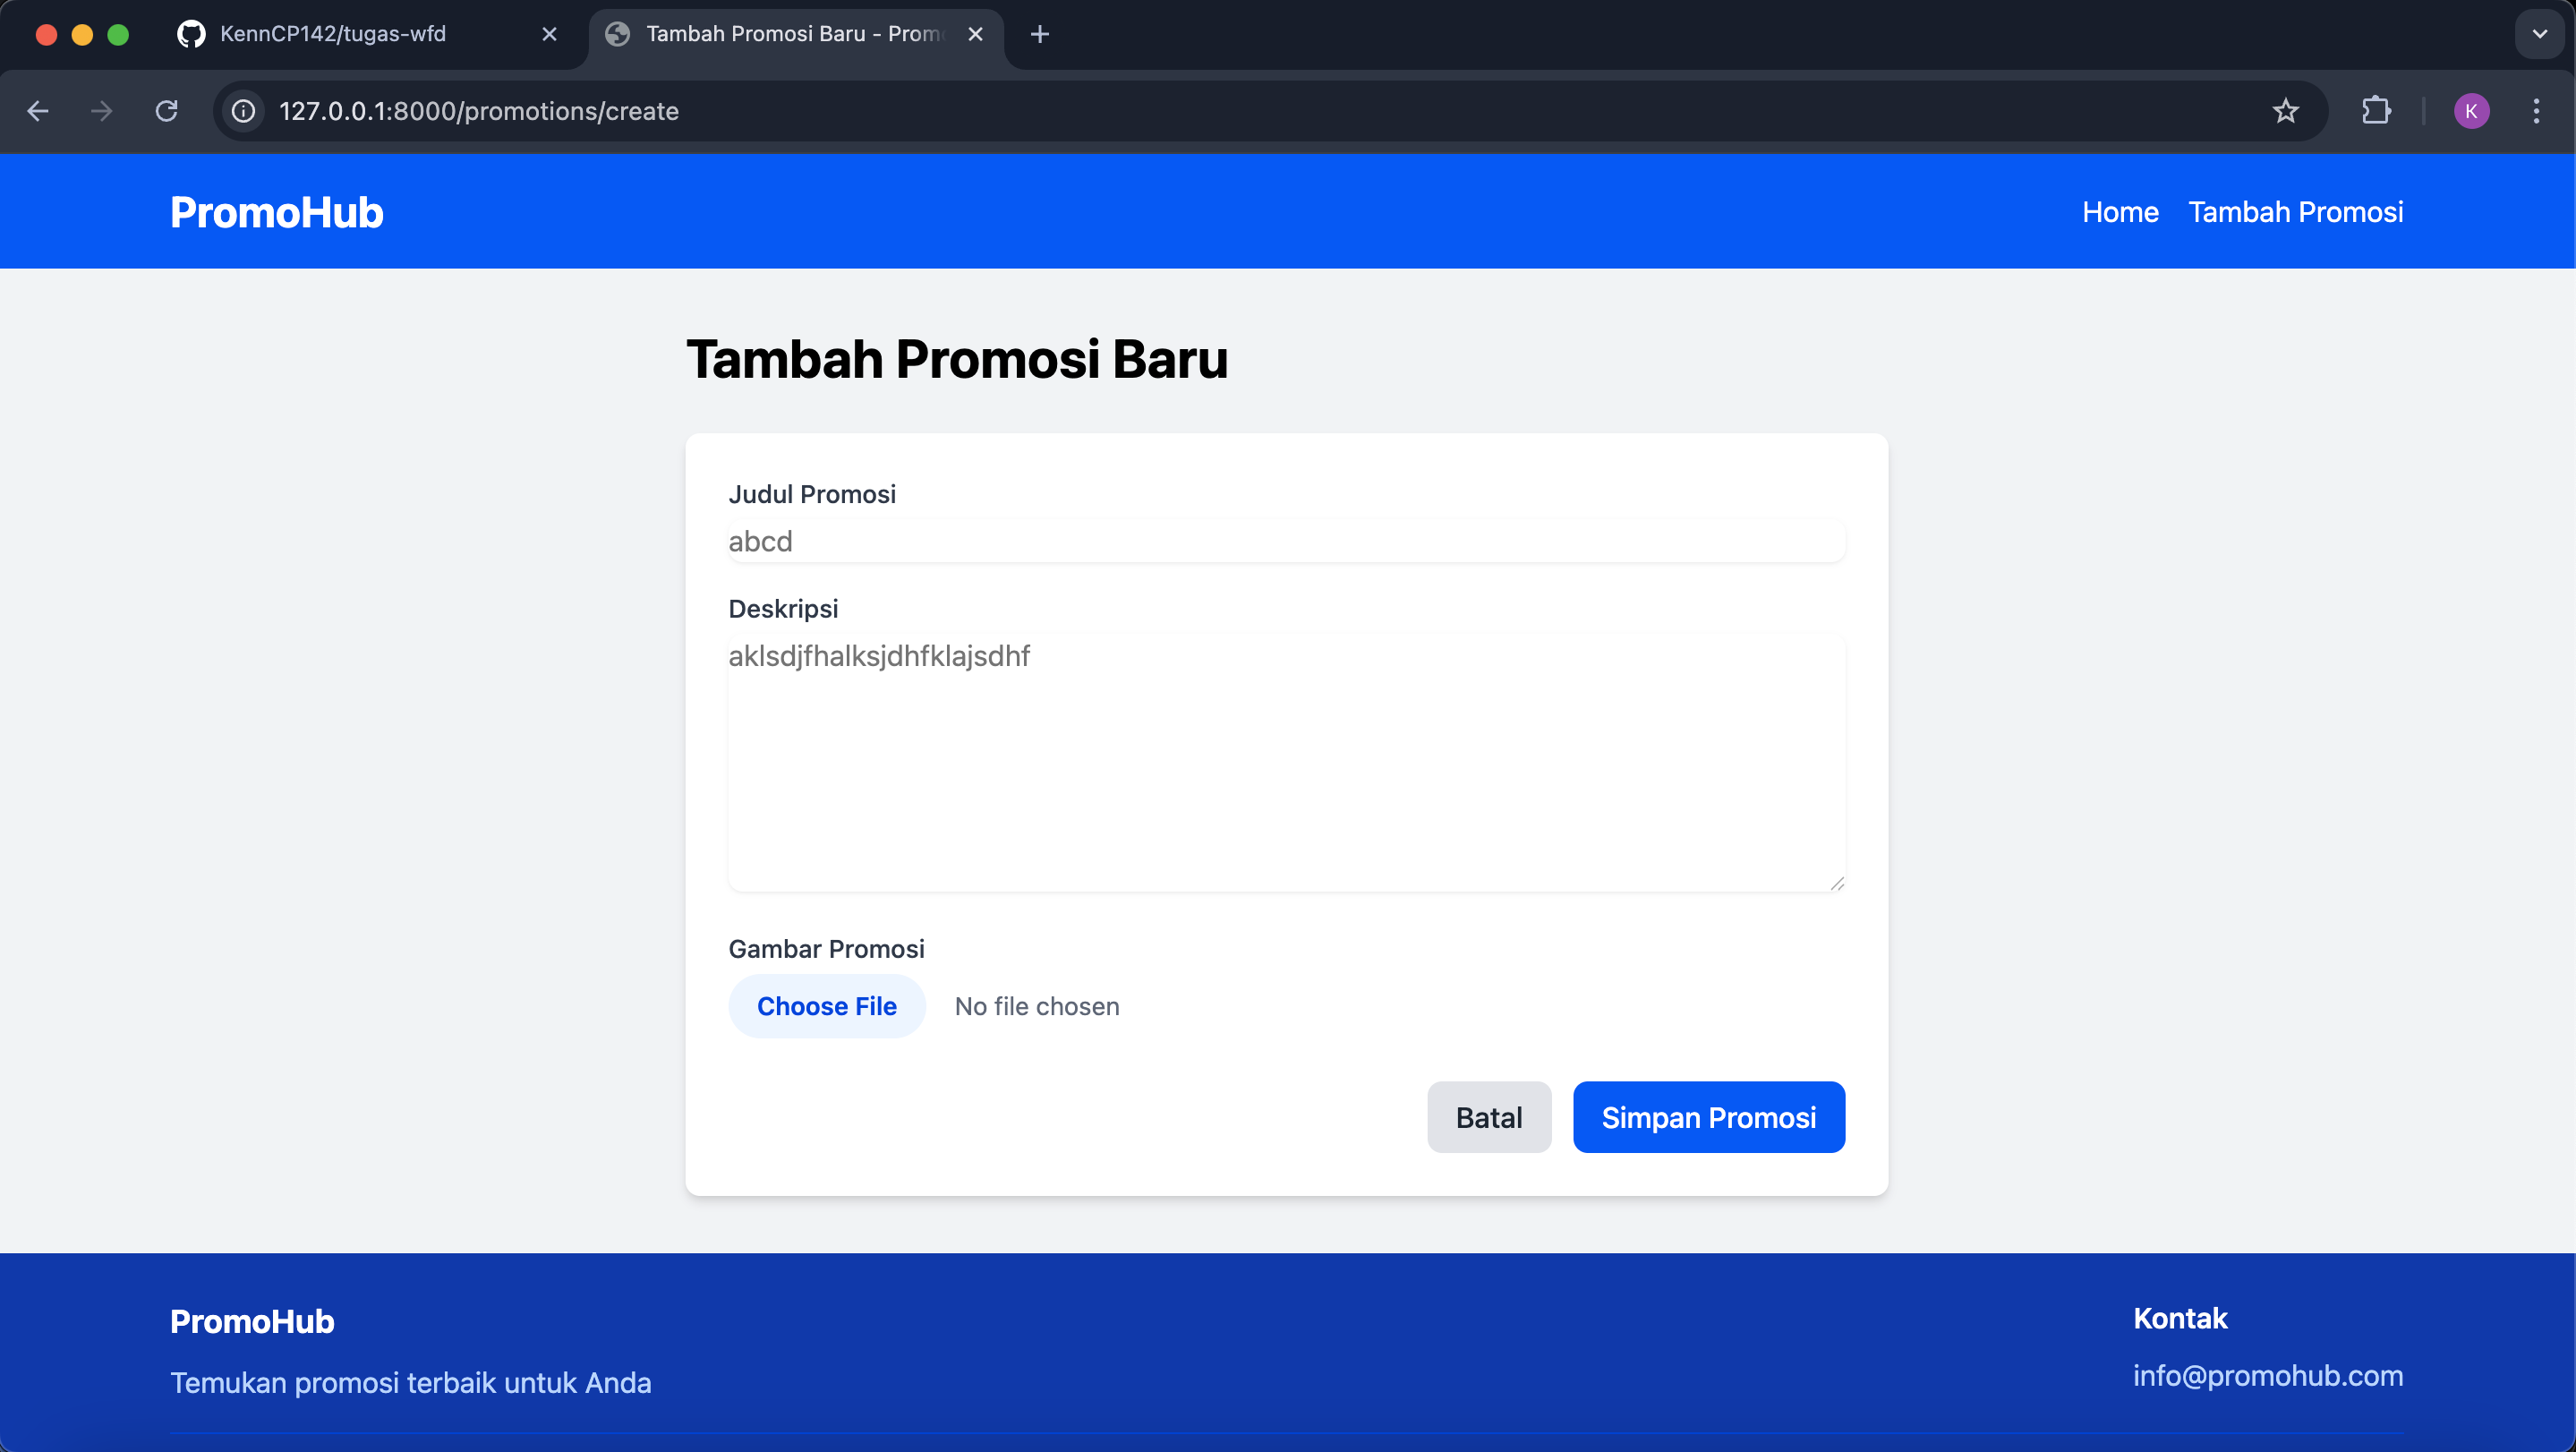 KennCP142/tugas-wfd
Tambah Promosi Baru - Prom
127.0.0.1:8000/promotions/create
K
PromoHub
Home
Tambah Promosi
Tambah Promosi Baru
Judul Promosi
abcd
Deskripsi
aklsdjfhalksjdhfklajsdhf
Gambar Promosi
Choose File
No file chosen
Batal
Simpan Promosi
PromoHub
Temukan promosi terbaik untuk Anda
Kontak
info@promohub.com